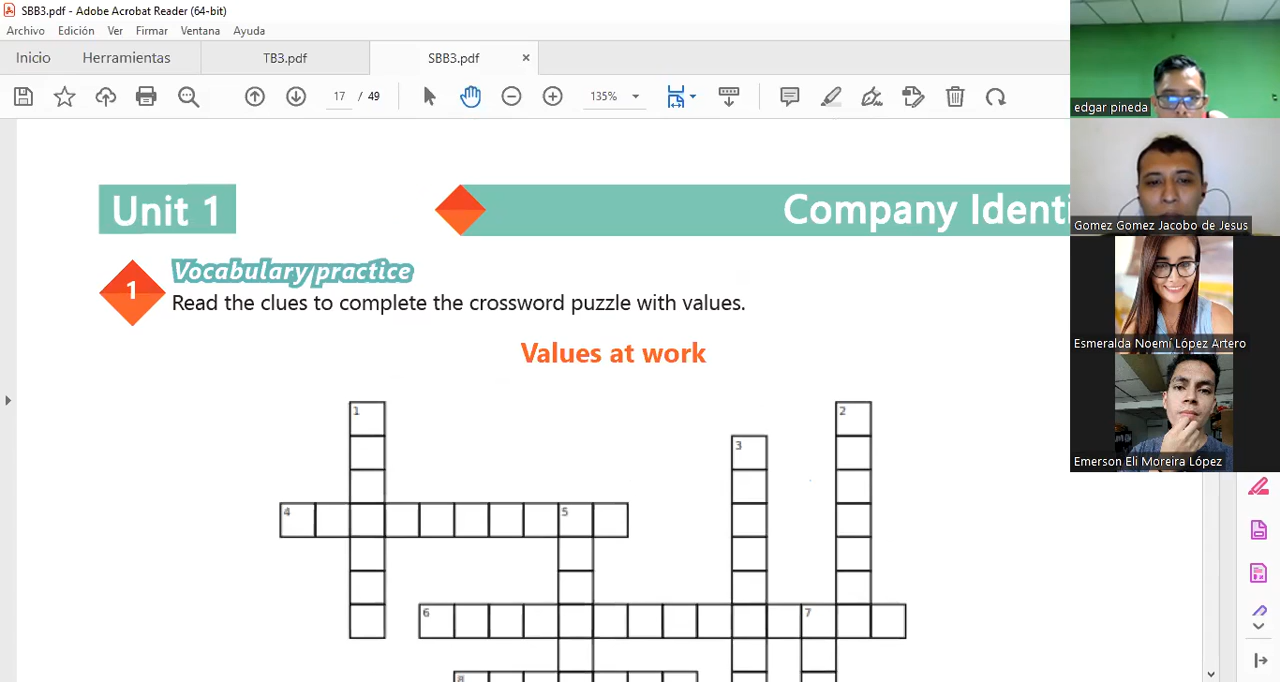 SBB3.pdf - Adobe Acrobat Reader (64-bit)
Archivo Edición Ver Firmar Ventana Ayuda
Inicio Herramientas TB3.pdf SBB3.pdf ×
17 / 49 135%
edgar pineda
Gomez Gomez Jacobo de Jesus
Esmeralda Noemí López Artero
Emerson Eli Moreira López
Unit 1 Company Identi
1 Vocabulary practice
Read the clues to complete the crossword puzzle with values.
Values at work
1 2
3
4 5
6 7
8